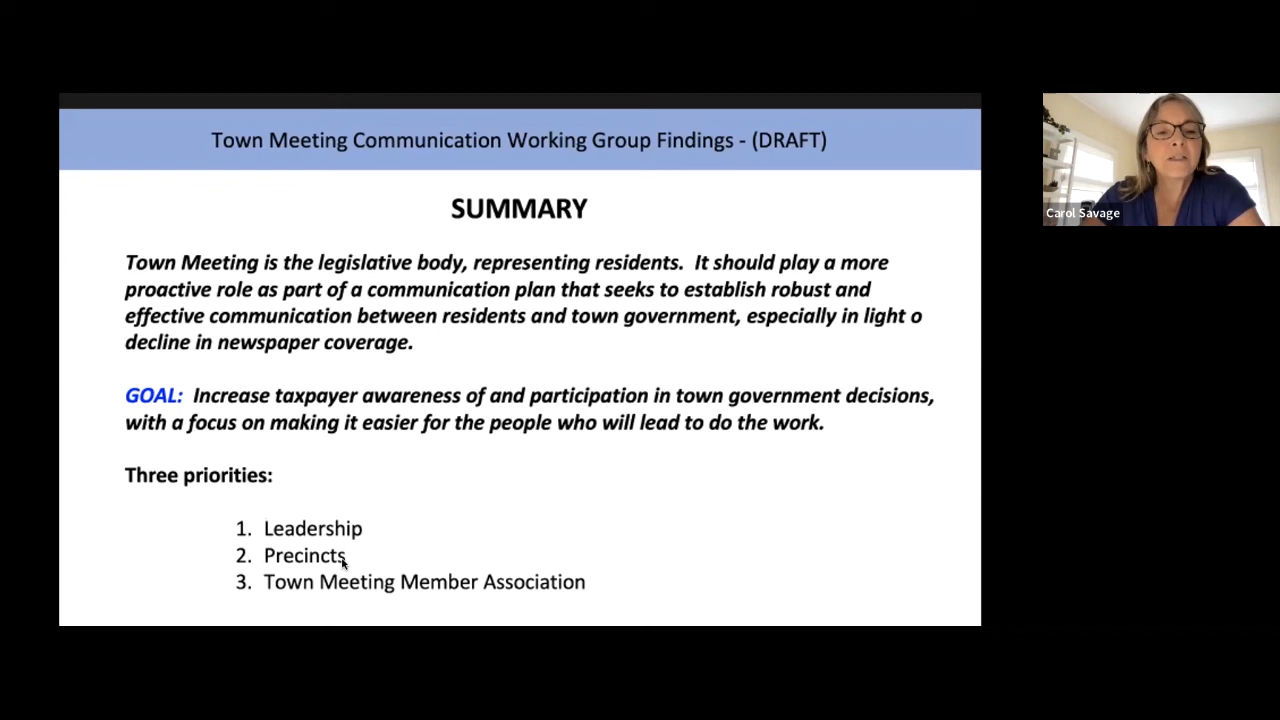 Town Meeting Communication Working Group Findings - (DRAFT)
SUMMARY
Town Meeting is the legislative body, representing residents.  It should play a more
proactive role as part of a communication plan that seeks to establish robust and
effective communication between residents and town government, especially in light o
decline in newspaper coverage.
GOAL:  Increase taxpayer awareness of and participation in town government decisions,
with a focus on making it easier for the people who will lead to do the work.
Three priorities:
1. Leadership
2. Precincts
3. Town Meeting Member Association
Carol Savage